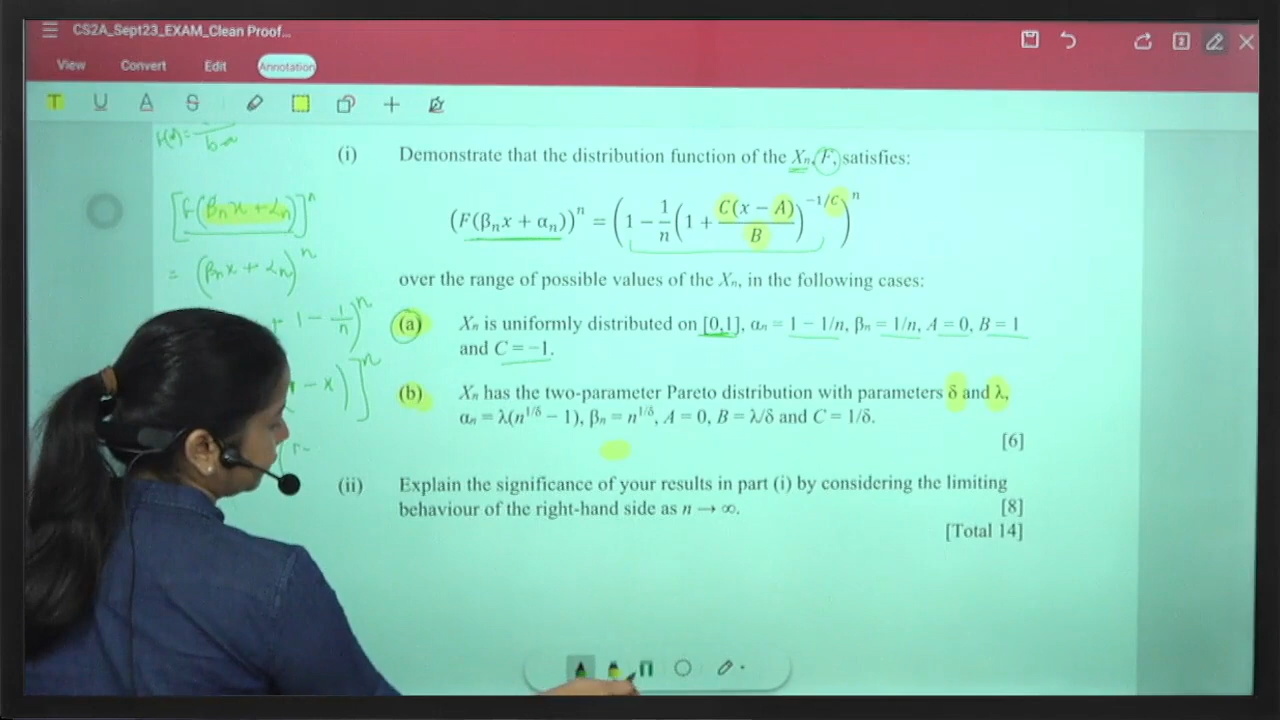 CS2A_Sept23_EXAM_Clean Proof...
View Convert Edit Annotation
T U A S
(i) Demonstrate that the distribution function of the Xₙ, F, satisfies:
[F(βₙx + αₙ)]ⁿ
(F(βₙx + αₙ))ⁿ = (1 − 1/n (1 + C(x − A)/B)^(−1/C))ⁿ
= (βₙx + αₙ)ⁿ
over the range of possible values of the Xₙ, in the following cases:
+ 1 − 1/n)ⁿ
(a) Xₙ is uniformly distributed on [0,1], αₙ = 1 − 1/n, βₙ = 1/n, A = 0, B = 1
and C = −1.
− x)]ⁿ
(b) Xₙ has the two-parameter Pareto distribution with parameters δ and λ,
αₙ = λ(n^(1/δ) − 1), βₙ = n^(1/δ), A = 0, B = λ/δ and C = 1/δ.
[6]
(ii) Explain the significance of your results in part (i) by considering the limiting
behaviour of the right-hand side as n → ∞. [8]
[Total 14]